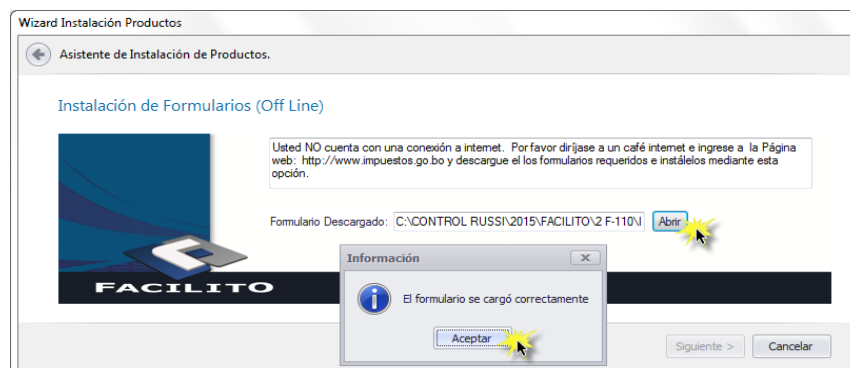 Wizard Instalación Productos
Asistente de Instalación de Productos.
Instalación de Formularios (Off Line)
Usted NO cuenta con una conexión a internet. Por favor diríjase a un café internet e ingrese a la Página
web: http://www.impuestos.go.bo y descargue el los formularios requeridos e instálelos mediante esta
opción.
Formulario Descargado: C:\CONTROL RUSSI\2015\FACILITO\2 F-110\I Abrir
Información
x
El formulario se cargó correctamente
Aceptar
FACILITO
Siguiente > Cancelar